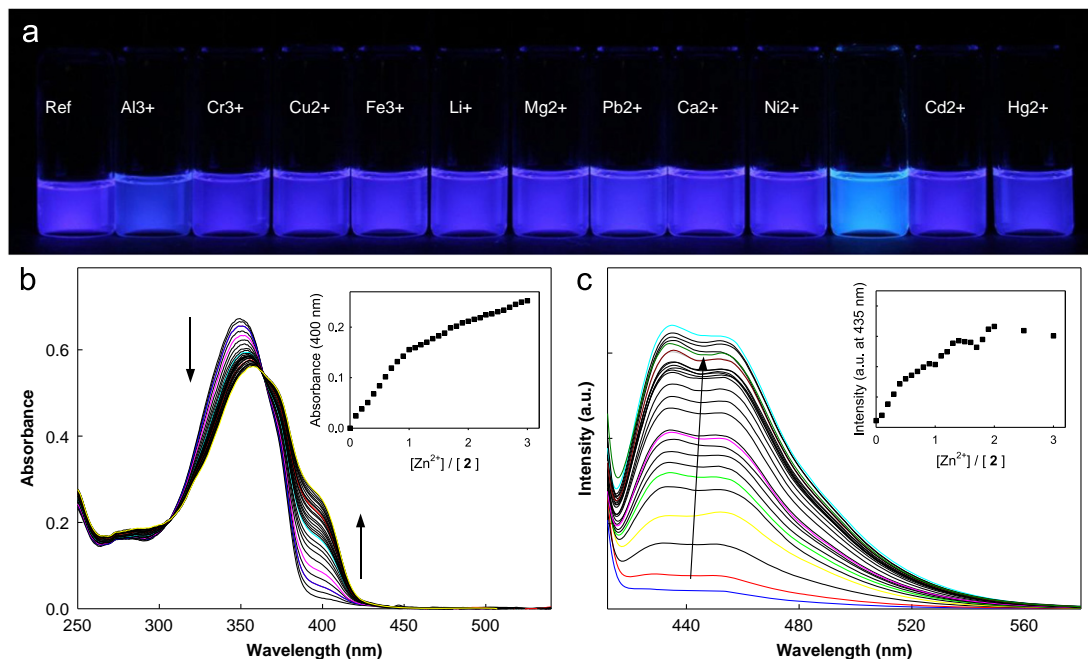 a
Ref Al3+ Cr3+ Cu2+ Fe3+ Li+ Mg2+ Pb2+ Ca2+ Ni2+ Cd2+ Hg2+
b
Absorbance
0.6
0.4
0.2
0.0
250 300 350 400 450 500
Wavelength (nm)
Absorbance (400 nm)
0,2
0,1
0,0
0 1 2 3
[Zn2+] / [ 2 ]
c
Intensity (a.u.)
440 480 520 560
Wavelength (nm)
Intensity (a.u. at 435 nm)
0 1 2 3
[Zn2+] / [ 2 ]